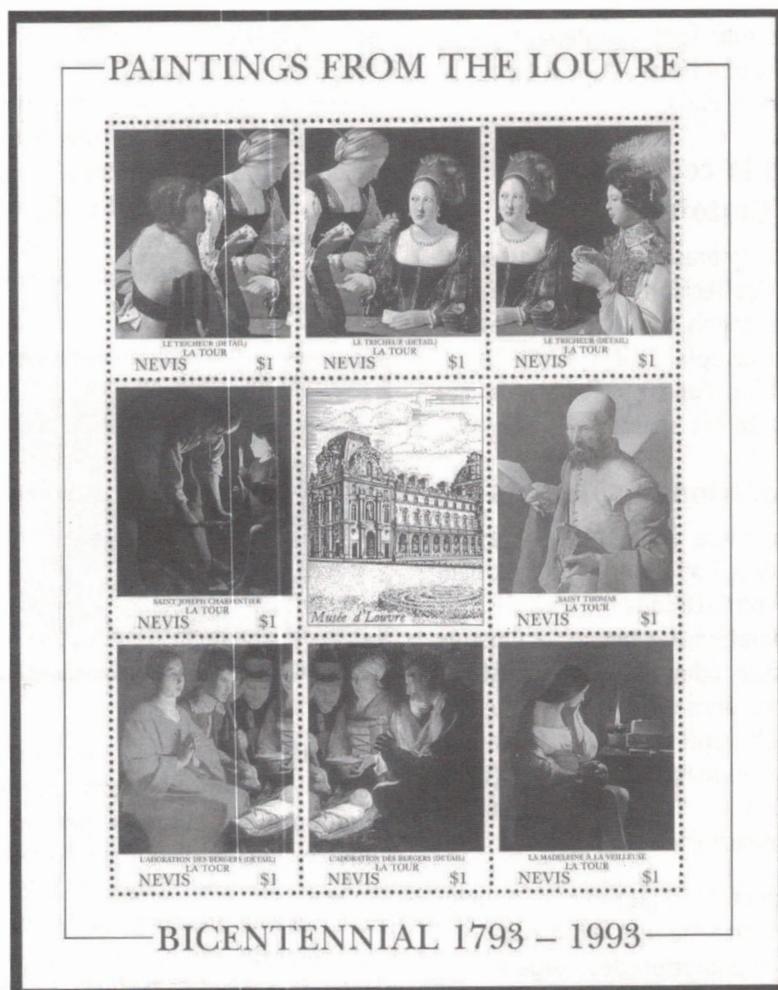 PAINTINGS FROM THE LOUVRE
LE TRICHEUR (DETAIL)
LA TOUR
NEVIS $1
LE TRICHEUR (DETAIL)
LA TOUR
NEVIS $1
LE TRICHEUR (DETAIL)
LA TOUR
NEVIS $1
SAINT JOSEPH CHARPENTIER
LA TOUR
NEVIS $1
Musée d'Louvre
SAINT THOMAS
LA TOUR
NEVIS $1
L'ADORATION DES BERGERS (DETAIL)
LA TOUR
NEVIS $1
L'ADORATION DES BERGERS (DETAIL)
LA TOUR
NEVIS $1
LA MADELEINE À LA VEILLEUSE
LA TOUR
NEVIS $1
BICENTENNIAL 1793 – 1993